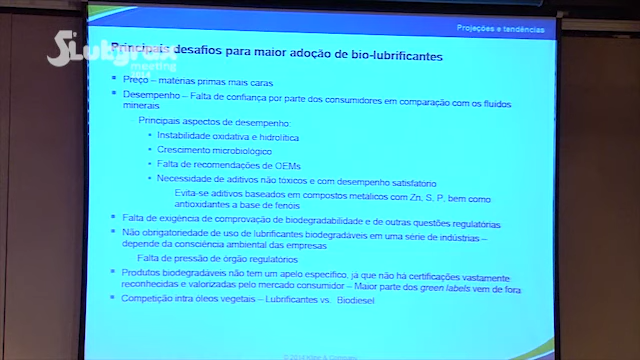 Projeções e tendências
Principais desafios para maior adoção de bio-lubrificantes
Lubgrax
meeting
Preço – matérias primas mais caras
Desempenho – Falta de confiança por parte dos consumidores em comparação com os fluidos
minerais
Principais aspectos de desempenho:
Instabilidade oxidativa e hidrolítica
Crescimento microbiológico
Falta de recomendações de OEMs
Necessidade de aditivos não tóxicos e com desempenho satisfatório
Evita-se aditivos baseados em compostos metálicos com Zn, S, P, bem como
antioxidantes a base de fenois
Falta de exigência de comprovação de biodegradabilidade e de outras questões regulatórias
Não obrigatoriedade de uso de lubrificantes biodegradáveis em uma série de indústrias –
depende da consciência ambiental das empresas
Falta de pressão de órgão regulatórios
Produtos biodegradáveis não tem um apelo específico, já que não há certificações vastamente
reconhecidas e valorizadas pelo mercado consumidor – Maior parte dos green labels vem de fora
Competição intra óleos vegetais – Lubrificantes vs. Biodiesel